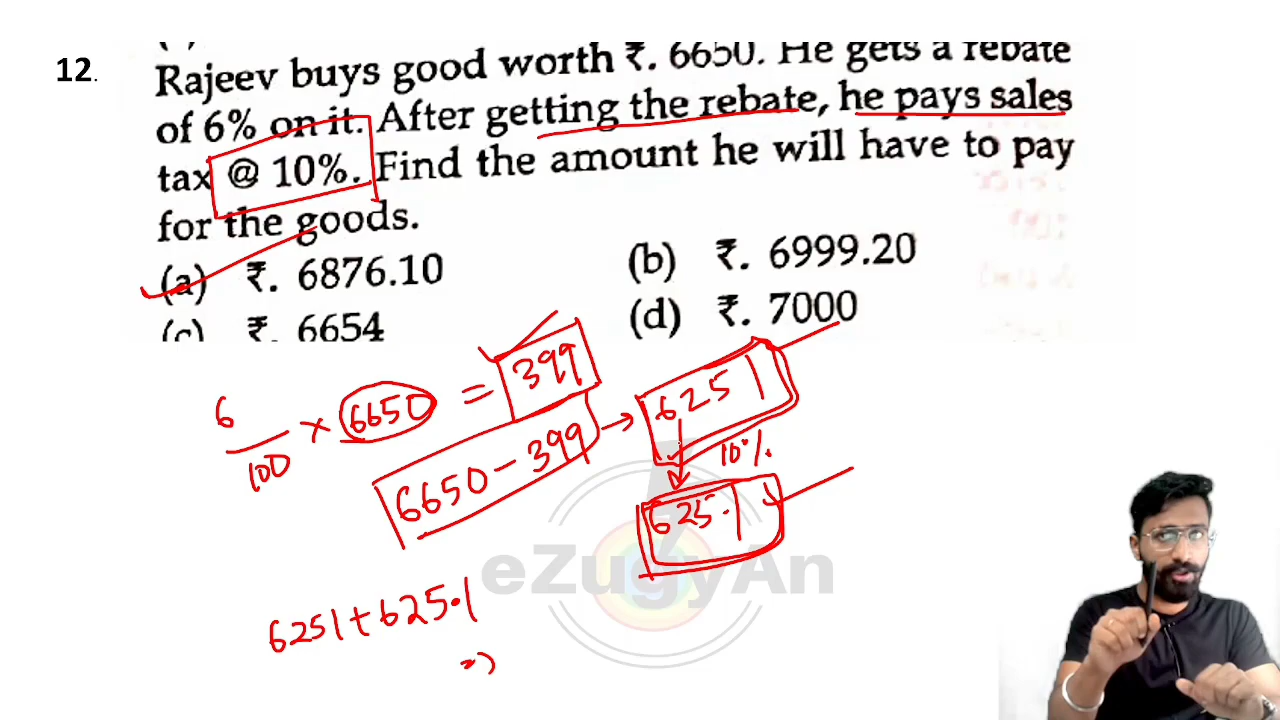 12.
Rajeev buys good worth ₹. 6650. He gets a rebate
of 6% on it. After getting the rebate, he pays sales
tax @ 10%. Find the amount he will have to pay
for the goods.
(a) ₹. 6876.10 (b) ₹. 6999.20
(c) ₹. 6654 (d) ₹. 7000
6/100 × 6650 = 399
6650 - 399 → 6251
10%
625.1
eZugyAn
6251 + 625.1
=>